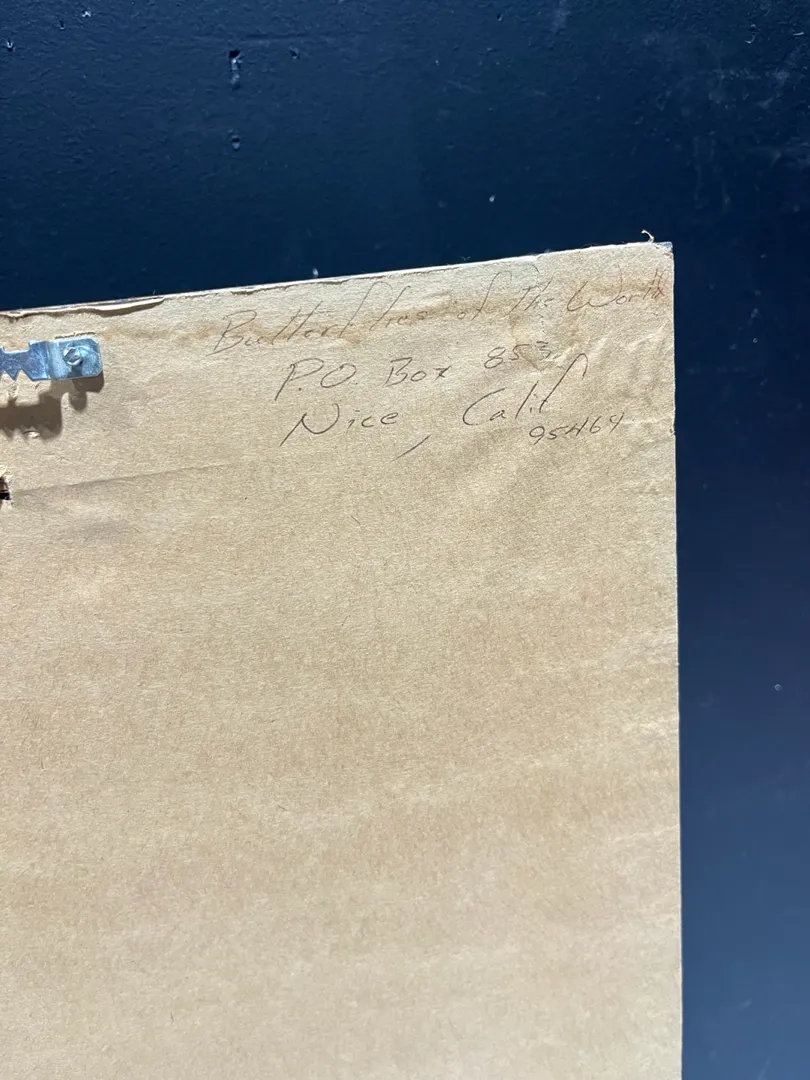 Butterflies of The World
P.O. Box 853
Nice, Calif
95464